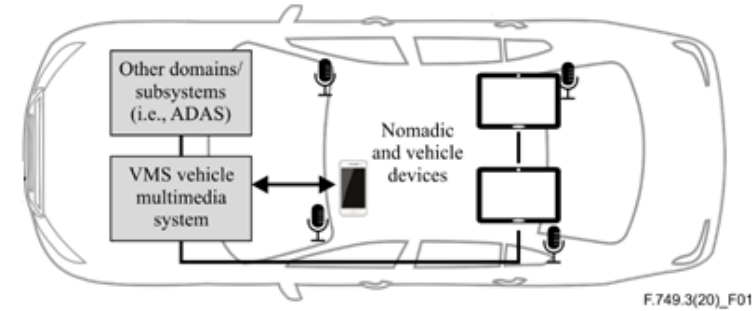 Other domains/
subsystems
(i.e., ADAS)
VMS vehicle
multimedia
system
Nomadic
and vehicle
devices
F.749.3(20)_F01